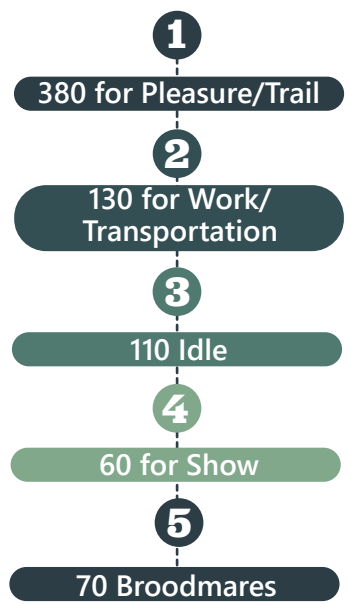 1
380 for Pleasure/Trail
2
130 for Work/
Transportation
3
110 Idle
4
60 for Show
5
70 Broodmares